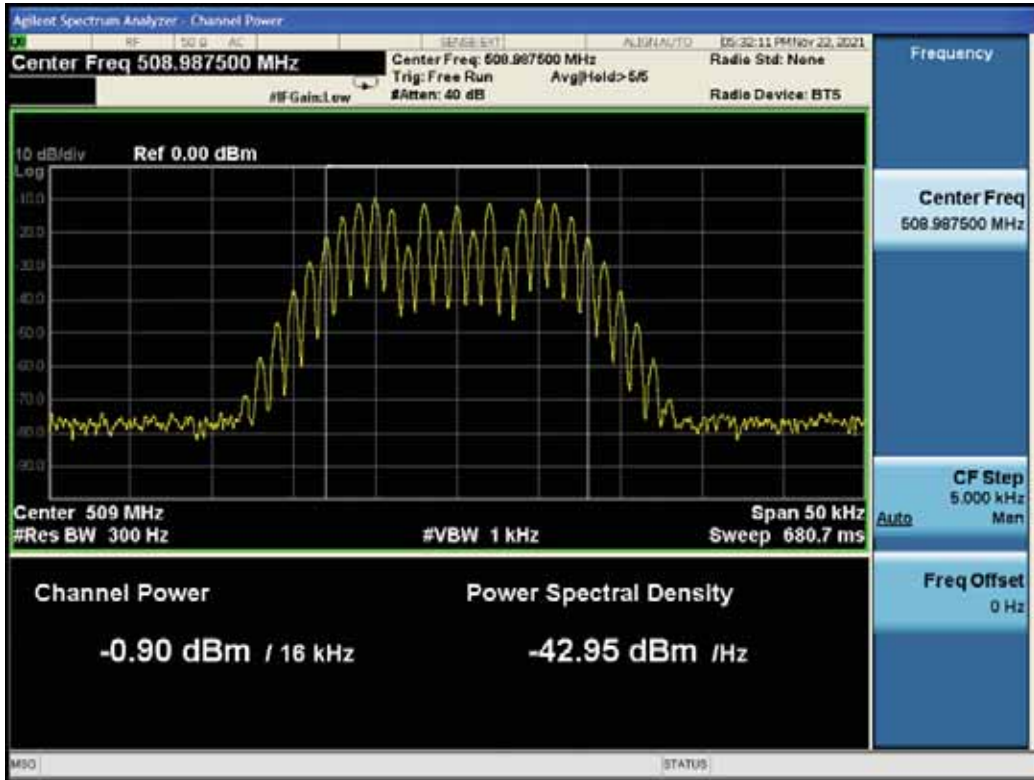 Agilent Spectrum Analyzer - Channel Power
RF 50 Ω AC SENSE:EXT ALIGNAUTO 05:32:11 PM Nov 22, 2021
Center Freq 508.987500 MHz
Center Freq: 508.987500 MHz
Radio Std: None
Trig: Free Run Avg|Hold>5/5
#IFGain:Low
#Atten: 40 dB
Radio Device: BTS
10 dB/div Ref 0.00 dBm
Log
-10.0
-20.0
-30.0
-40.0
-50.0
-60.0
-70.0
-80.0
-90.0
Center 509 MHz
Span 50 kHz
#Res BW 300 Hz
#VBW 1 kHz
Sweep 680.7 ms
Channel Power
Power Spectral Density
-0.90 dBm / 16 kHz
-42.95 dBm /Hz
Frequency
Center Freq
508.987500 MHz
CF Step
5.000 kHz
Auto Man
Freq Offset
0 Hz
MSG STATUS